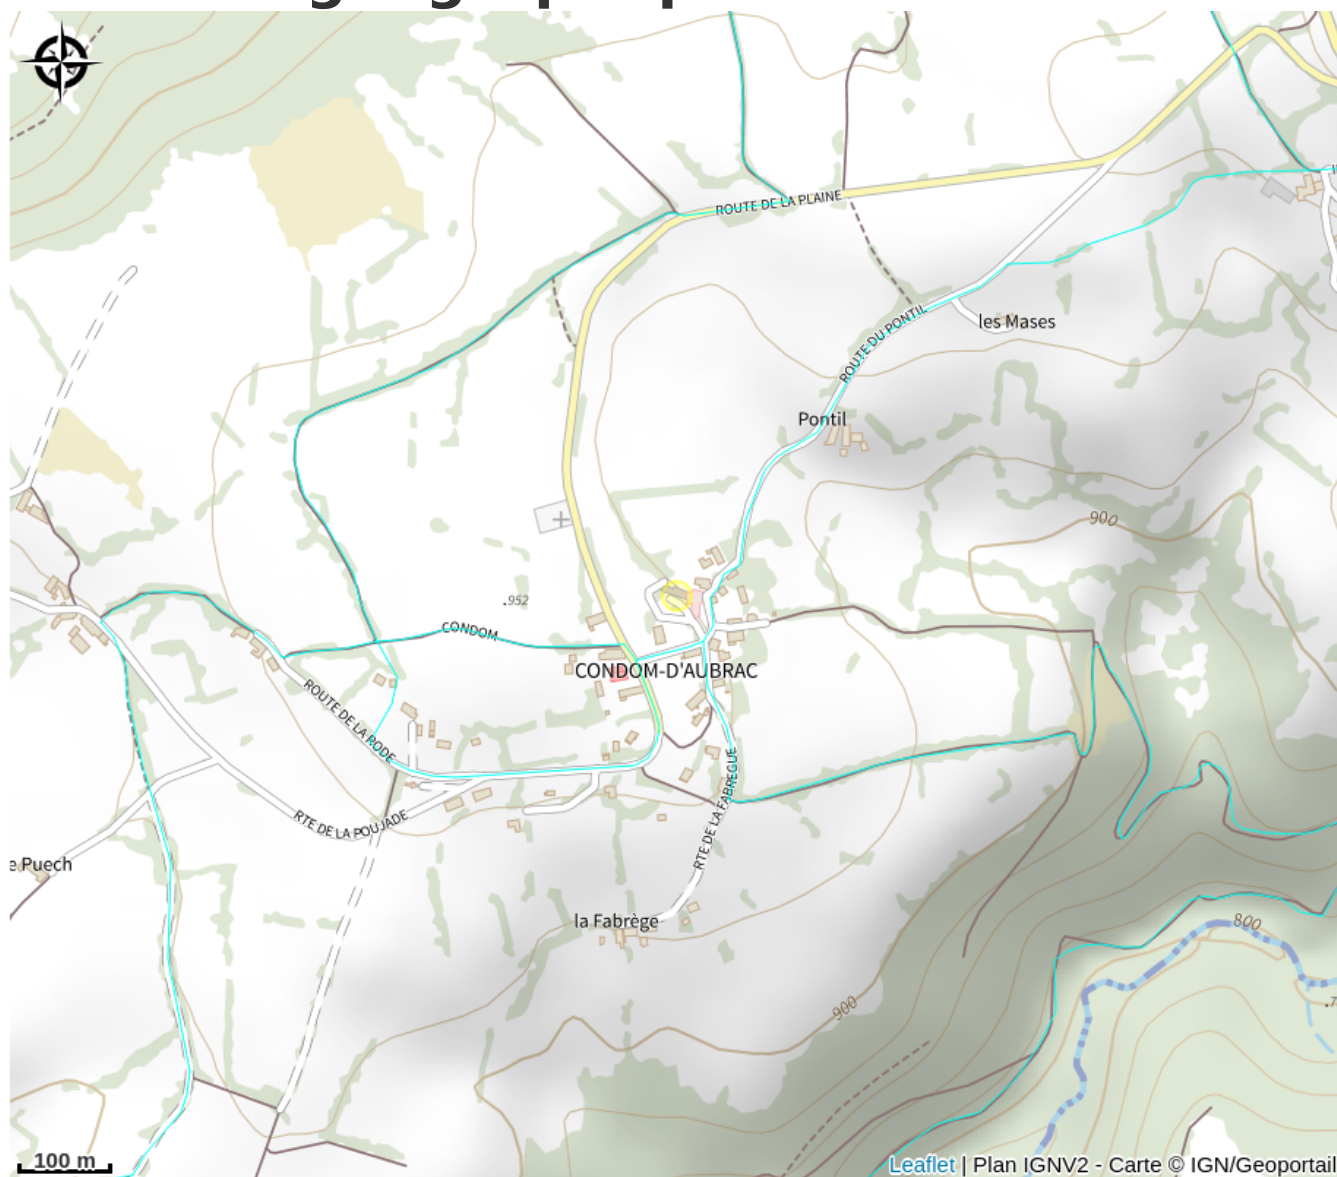 ROUTE DE LA PLAINE
les Mases
ROUTE DU PONTIL
Pontil
900
.952
CONDOM
CONDOM-D'AUBRAC
ROUTE DE LA RODE
RTE DE LA FABREGUE
RTE DE LA POUJADE
e Puech
la Fabrège
800
900
100 m
Leaflet | Plan IGNV2 - Carte © IGN/Geoportail